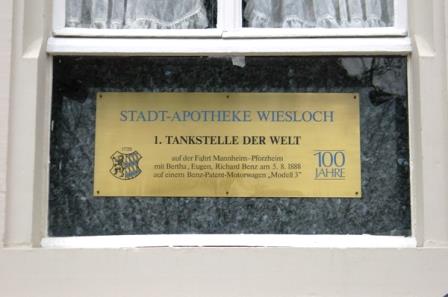 STADT-APOTHEKE WIESLOCH
1. TANKSTELLE DER WELT
auf der Fahrt Mannheim-Pforzheim
mit Bertha, Eugen, Richard Benz am 5. 8. 1888
auf einem Benz-Patent-Motorwagen „Modell 3"
100
JAHRE